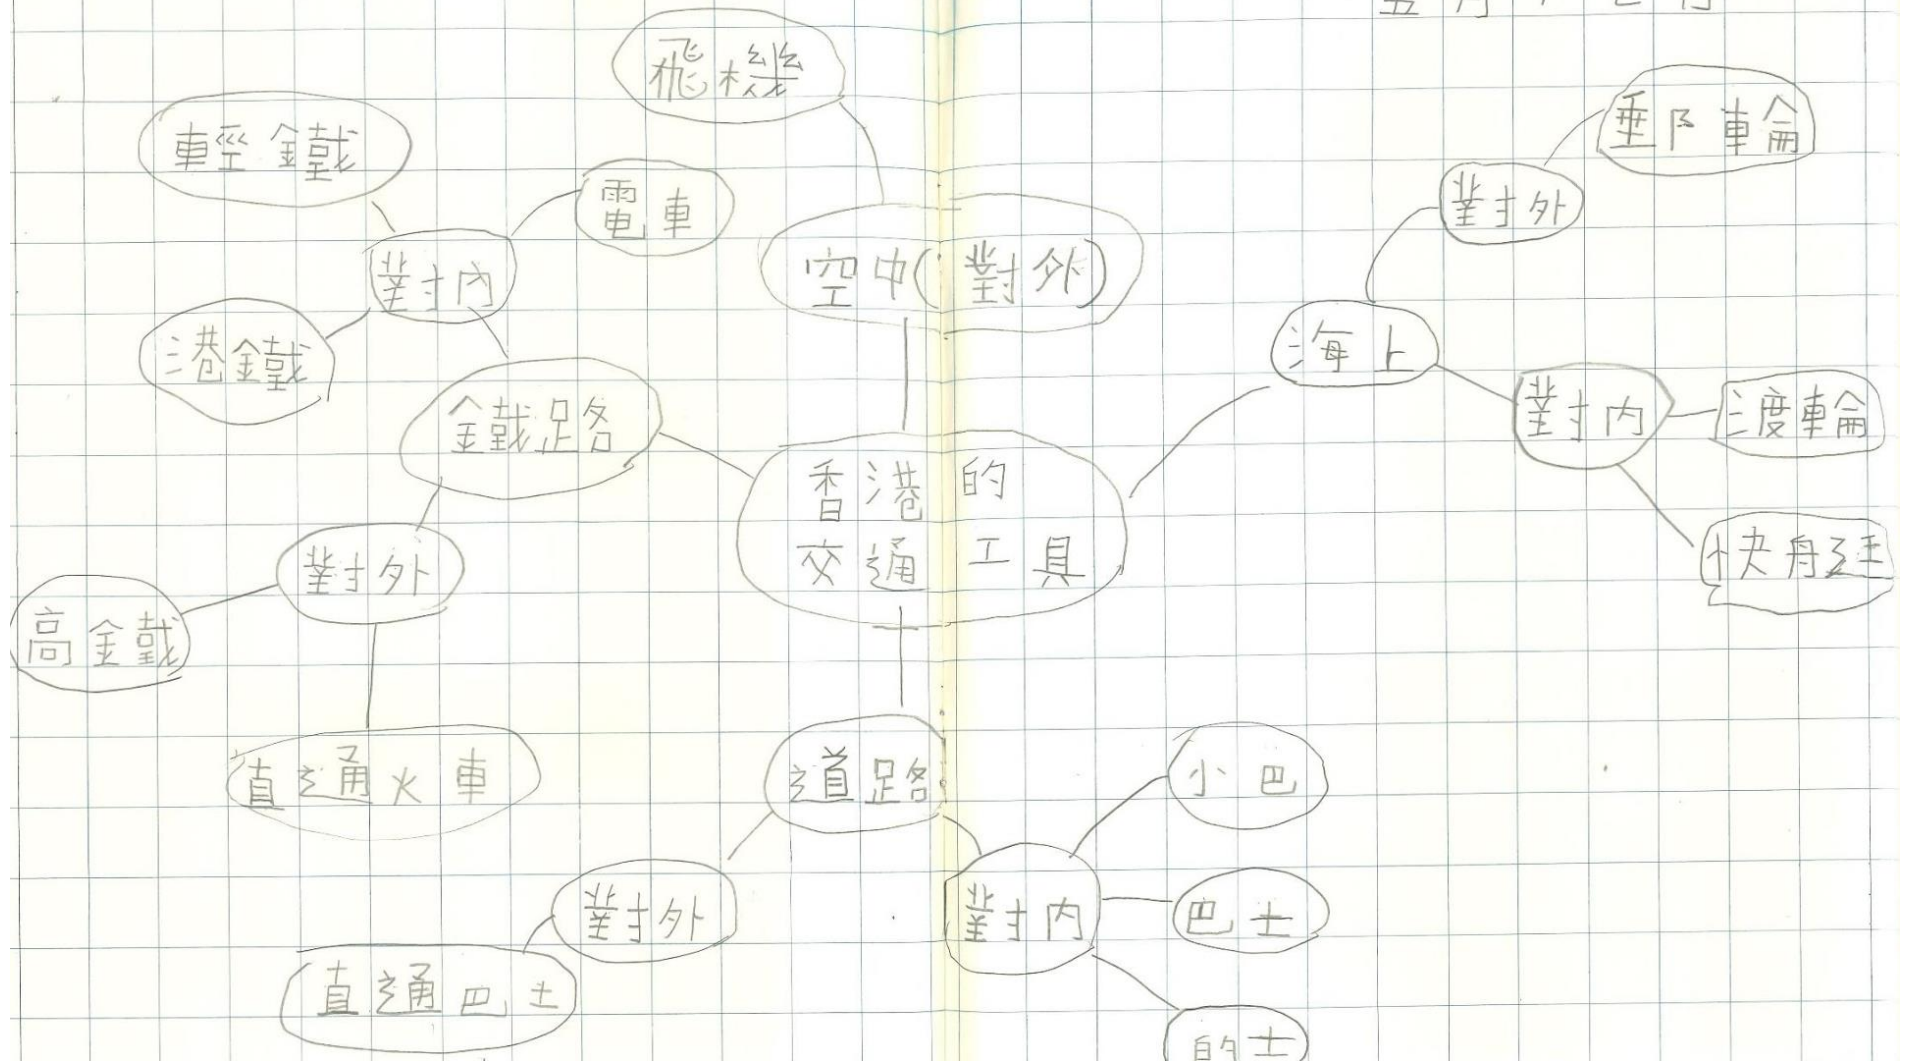 五月
飛機
輕鐵
電車
對內
港鐵
鐵路
對外
高鐵
直通火車
空中(對外)
香港的
交通工具
海上
對外
對內
渡輪
快艇
道路
對外
直通巴士
對內
小巴
巴士
的士